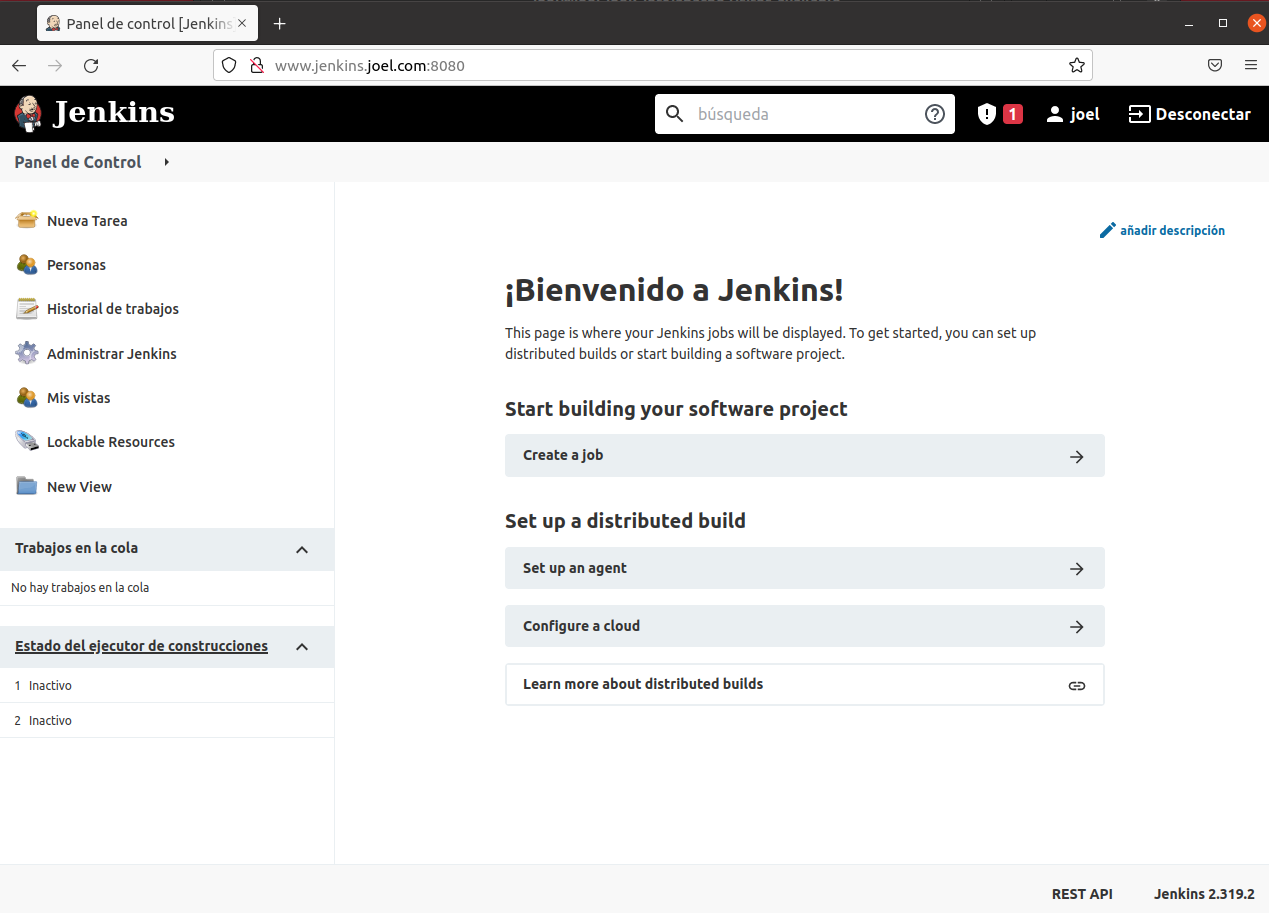 Panel de control [Jenkins
www.jenkins.joel.com:8080
Jenkins
búsqueda
1
joel
Desconectar
Panel de Control
Nueva Tarea
Personas
Historial de trabajos
Administrar Jenkins
Mis vistas
Lockable Resources
New View
Trabajos en la cola
No hay trabajos en la cola
Estado del ejecutor de construcciones
1 Inactivo
2 Inactivo
añadir descripción
¡Bienvenido a Jenkins!
This page is where your Jenkins jobs will be displayed. To get started, you can set up
distributed builds or start building a software project.
Start building your software project
Create a job
Set up a distributed build
Set up an agent
Configure a cloud
Learn more about distributed builds
REST API
Jenkins 2.319.2